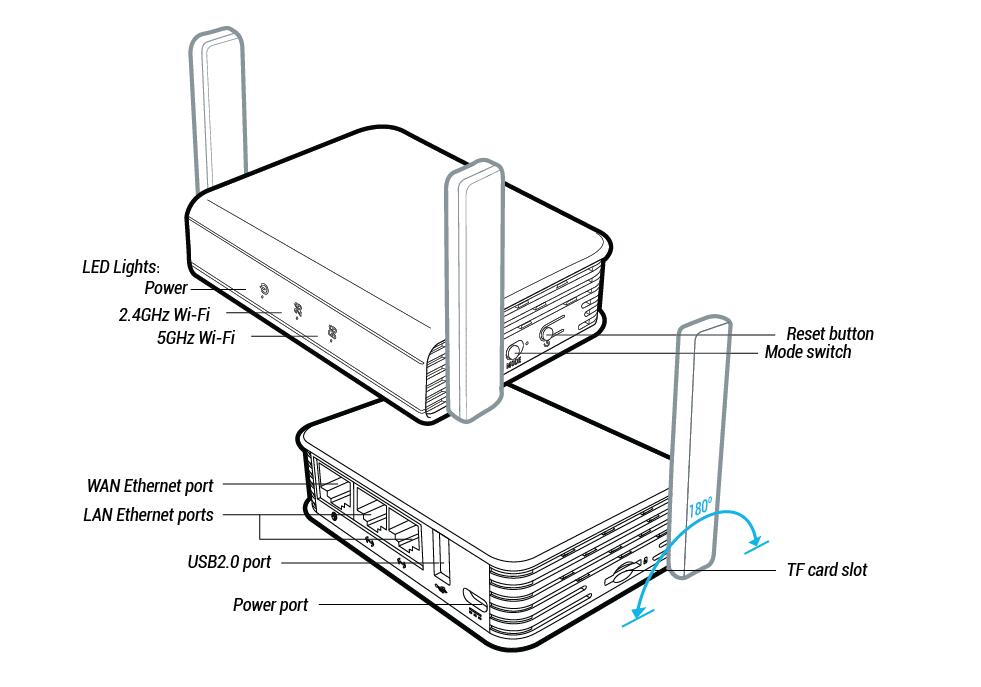 LED Lights:
Power
2.4GHz Wi-Fi
5GHz Wi-Fi
Reset button
Mode switch
MODE
WAN Ethernet port
LAN Ethernet ports
USB2.0 port
Power port
180°
TF card slot